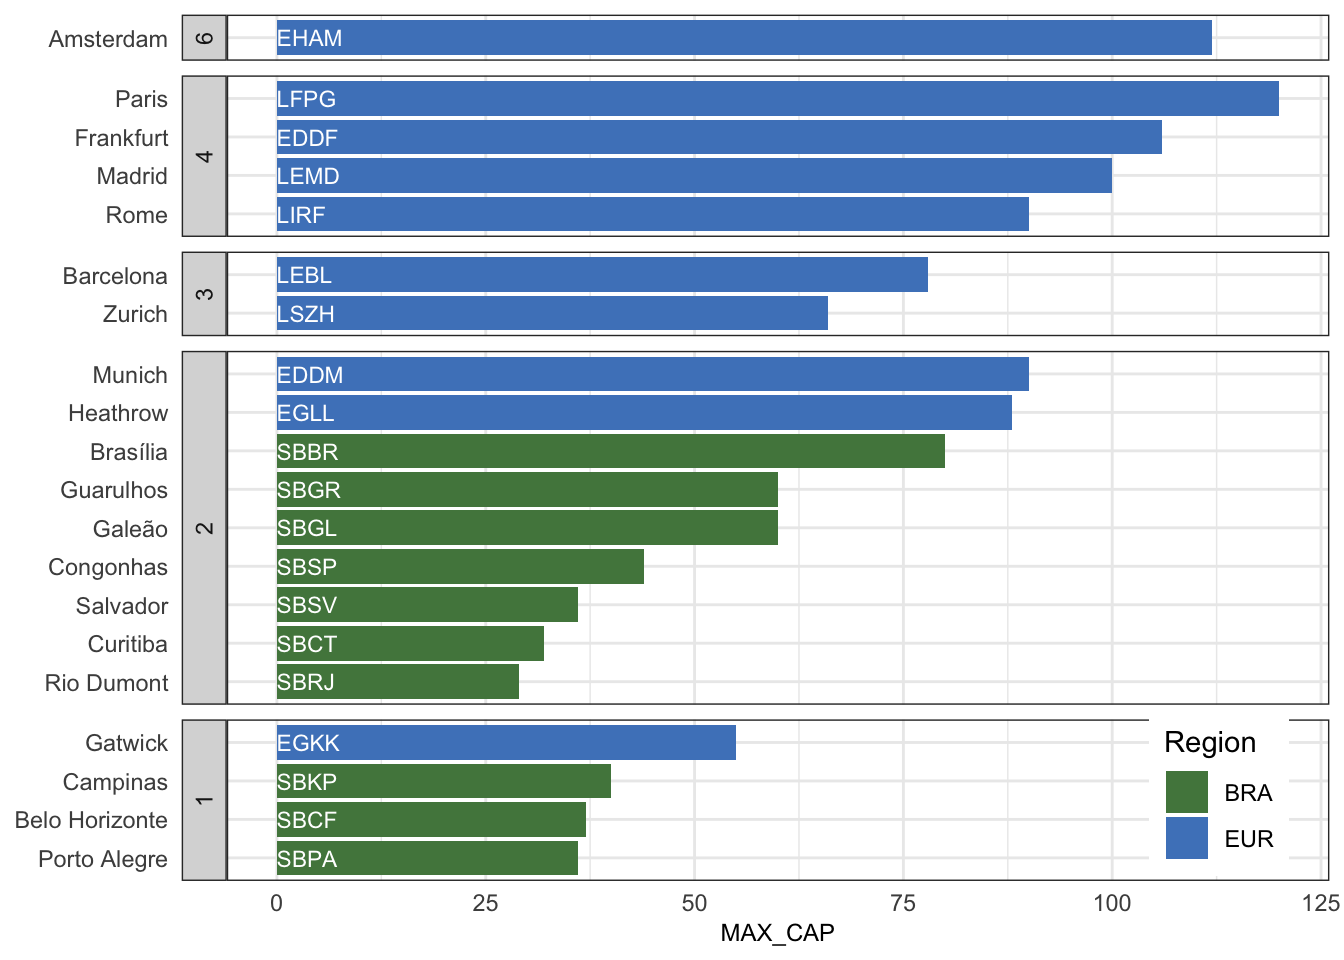 Amsterdam 6 EHAM
Paris LFPG
Frankfurt EDDF
4
Madrid LEMD
Rome LIRF
Barcelona LEBL
3
Zurich LSZH
Munich EDDM
Heathrow EGLL
Brasília SBBR
Guarulhos SBGR
Galeão 2 SBGL
Congonhas SBSP
Salvador SBSV
Curitiba SBCT
Rio Dumont SBRJ
Gatwick EGKK
Campinas SBKP
1
Belo Horizonte SBCF
Porto Alegre SBPA
Region
BRA
EUR
0 25 50 75 100 125
MAX_CAP